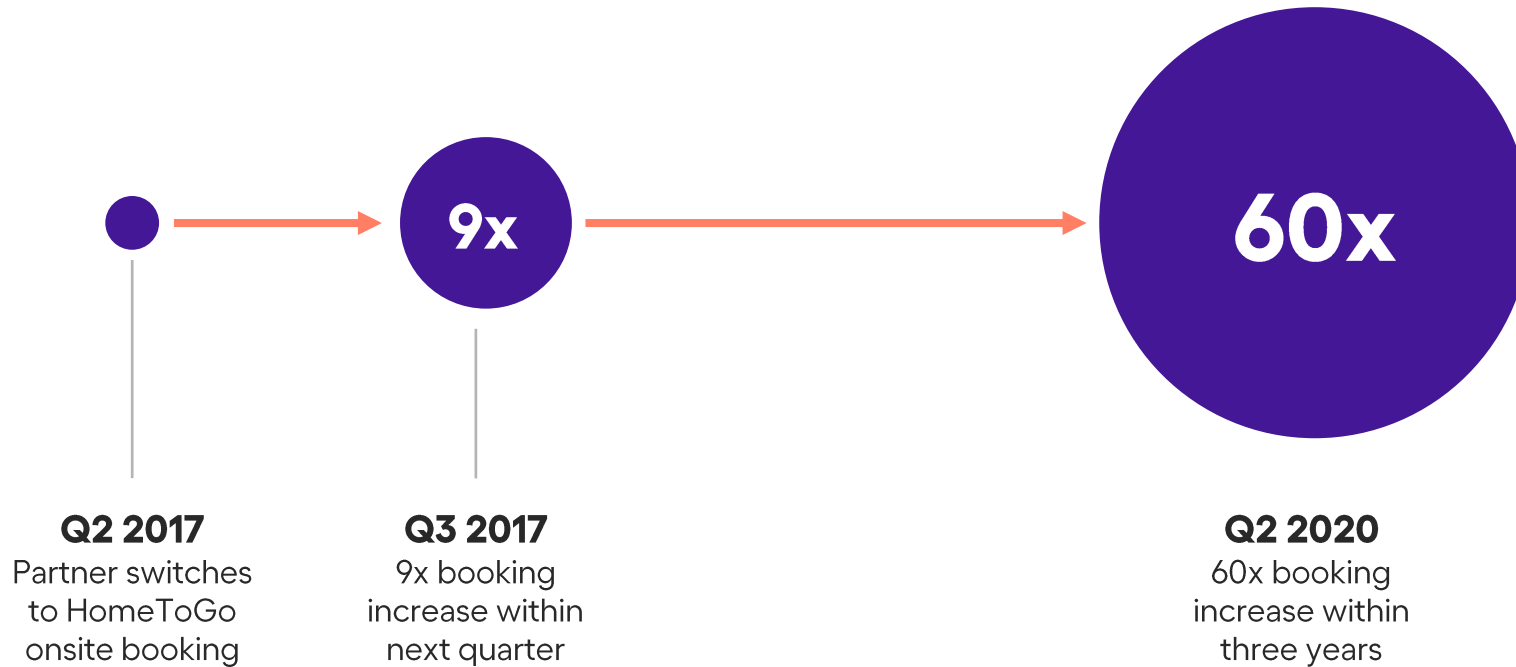 9x
60x
Q2 2017
Partner switches
to HomeToGo
onsite booking
Q3 2017
9x booking
increase within
next quarter
Q2 2020
60x booking
increase within
three years